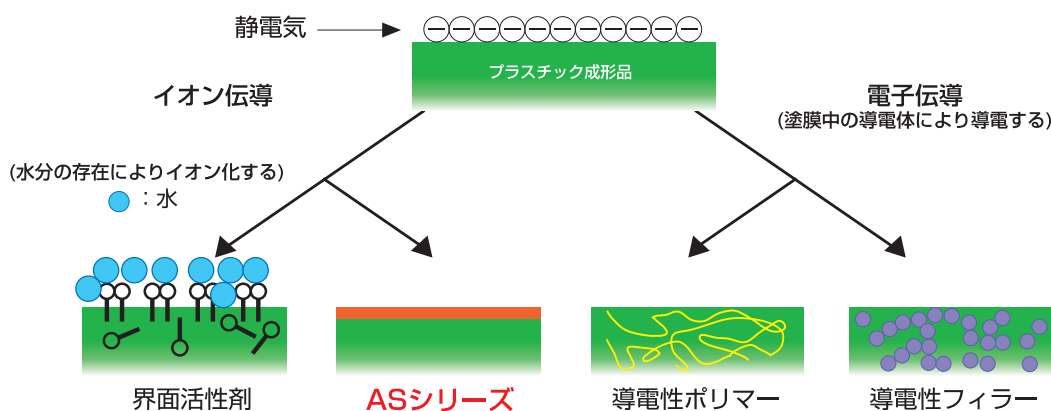 静電気
プラスチック成形品
イオン伝導
(水分の存在によりイオン化する)
：水
電子伝導
(塗膜中の導電体により導電する)
界面活性剤
ASシリーズ
導電性ポリマー
導電性フィラー